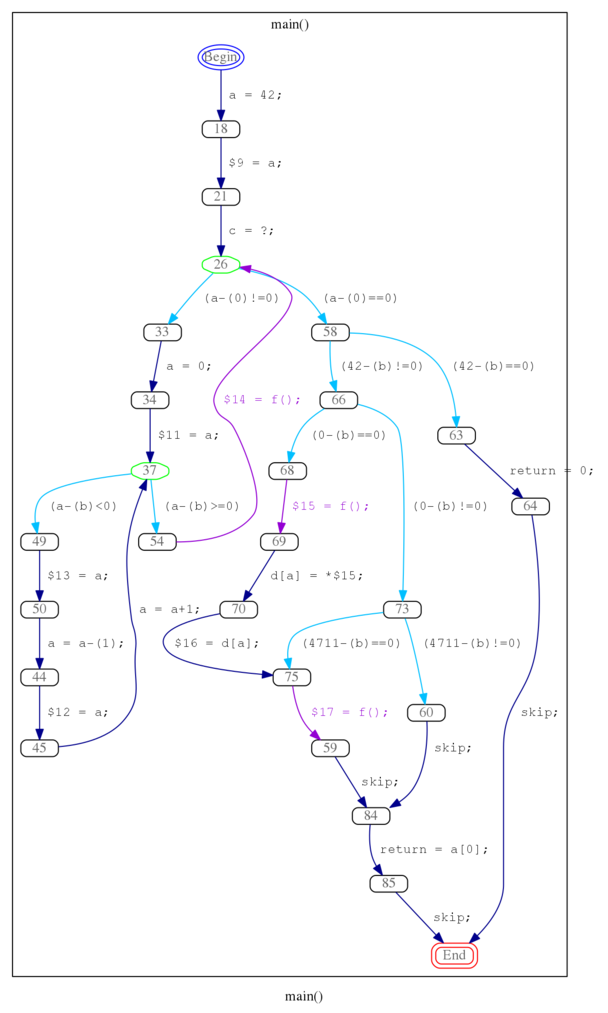 main()
Begin
a = 42;
18
$9 = a;
21
c = ?;
26
(a-(0)!=0) (a-(0)==0)
33 58
a = 0; (42-(b)!=0) (42-(b)==0)
34 $14 = f(); 66
$11 = a; (0-(b)==0) 63
37 68 return = 0;
(a-(b)<0) (a-(b)>=0) $15 = f(); (0-(b)!=0) 64
49 54 69
$13 = a; d[a] = *$15;
50 a = a+1; 70 73
a = a-(1); $16 = d[a]; (4711-(b)==0) (4711-(b)!=0)
44 75
$12 = a; $17 = f(); 60 skip;
45 59 skip;
skip;
84
return = a[0];
85
skip;
End
main()